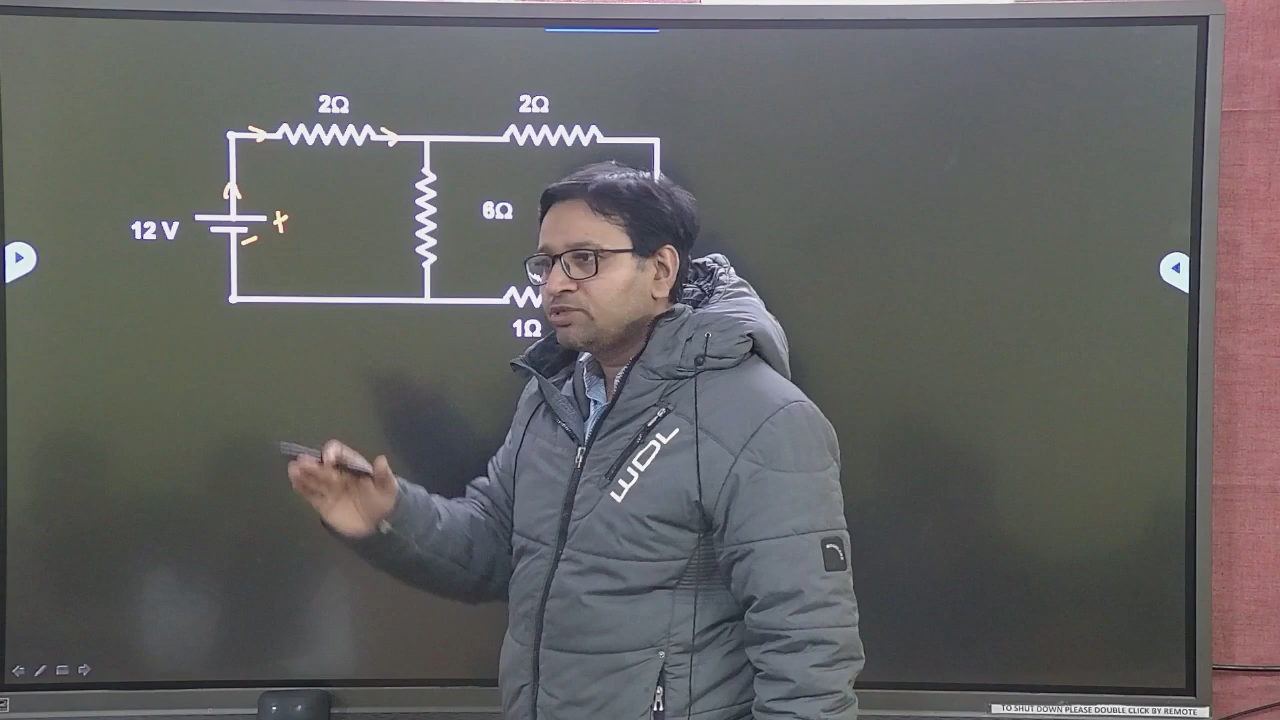 2Ω
2Ω
12 V
+
−
6Ω
1Ω
WDL
TO SHUT DOWN PLEASE DOUBLE CLICK BY REMOTE